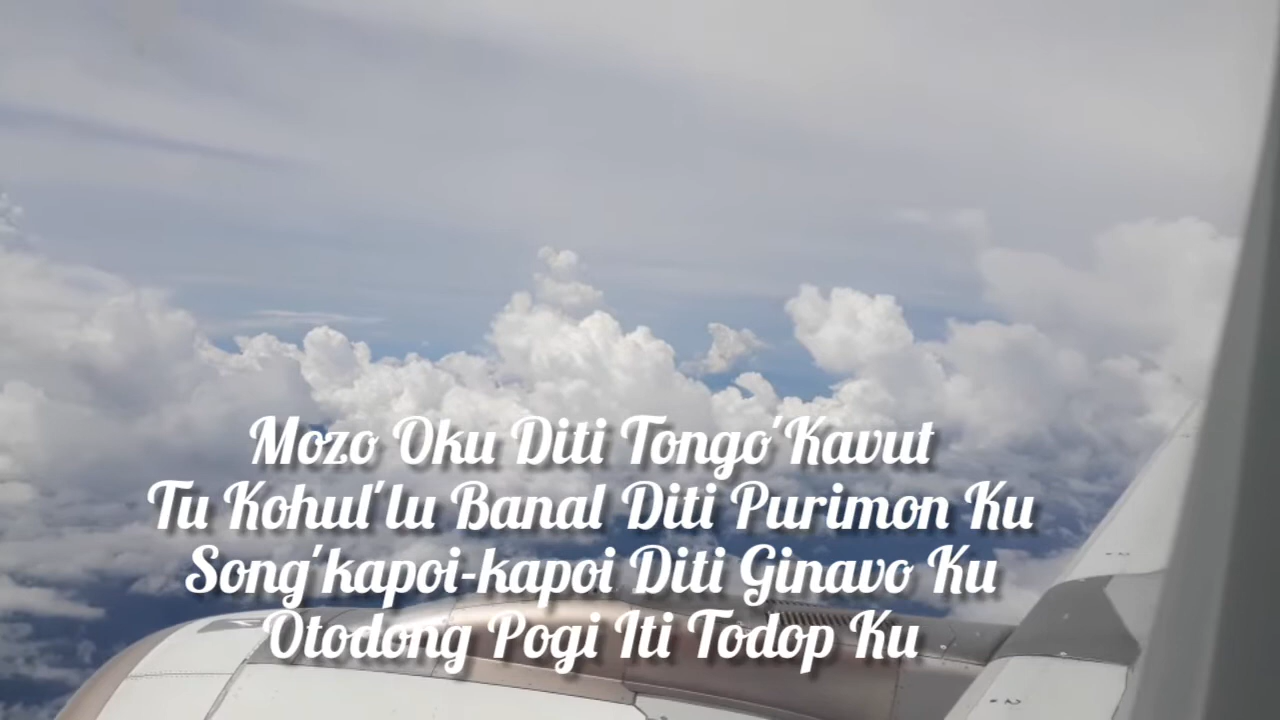 Mozo Oku Diti Tongo'Kavut
Tu Kohul'lu Banal Diti Purimon Ku
Song'kapoi-kapoi Diti Ginavo Ku
Otodong Pogi Iti Todop Ku